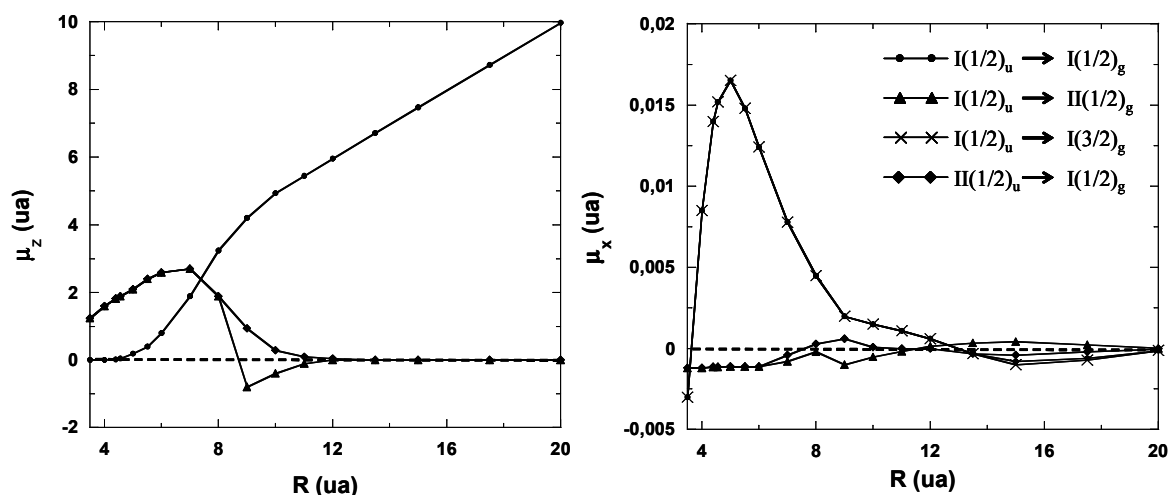 10
8
6
4
2
0
-2
μz (ua)
4
8
12
16
20
R (ua)
0,02
0,015
0,01
0,005
0
-0,005
μx (ua)
4
8
12
16
20
R (ua)
I(1/2)u → I(1/2)g
I(1/2)u → II(1/2)g
I(1/2)u → I(3/2)g
II(1/2)u → I(1/2)g